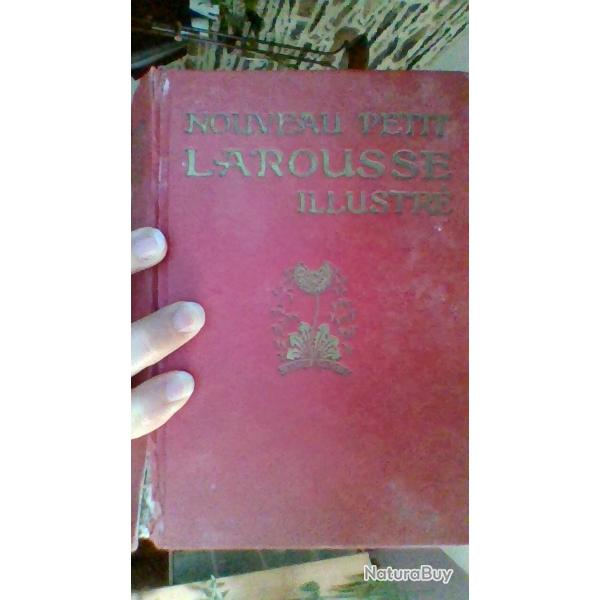 NOUVEAU PETIT
LAROUSSE
ILLUSTRÉ
NaturaBuy